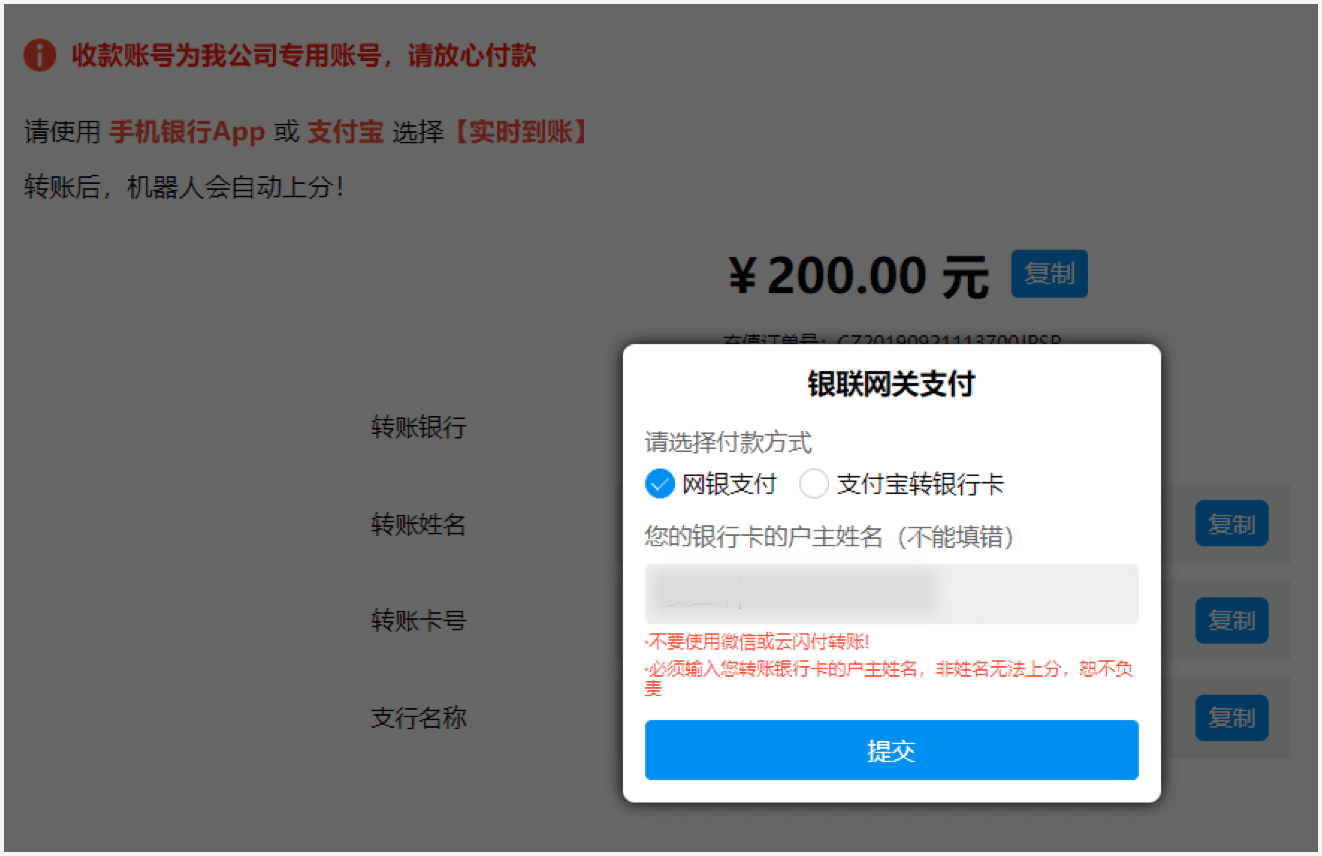 收款账号为我公司专用账号，请放心付款
请使用 手机银行App 或 支付宝 选择【实时到账】
转账后，机器人会自动上分！
￥200.00 元 复制
充值订单号：CZ20190921113700JPSP
银联网关支付
转账银行
请选择付款方式
网银支付 支付宝转银行卡
转账姓名 复制
您的银行卡的户主姓名（不能填错）
转账卡号 复制
·不要使用微信或云闪付转账!
·必须输入您转账银行卡的户主姓名，非姓名无法上分，恕不负
责
支行名称 复制
提交